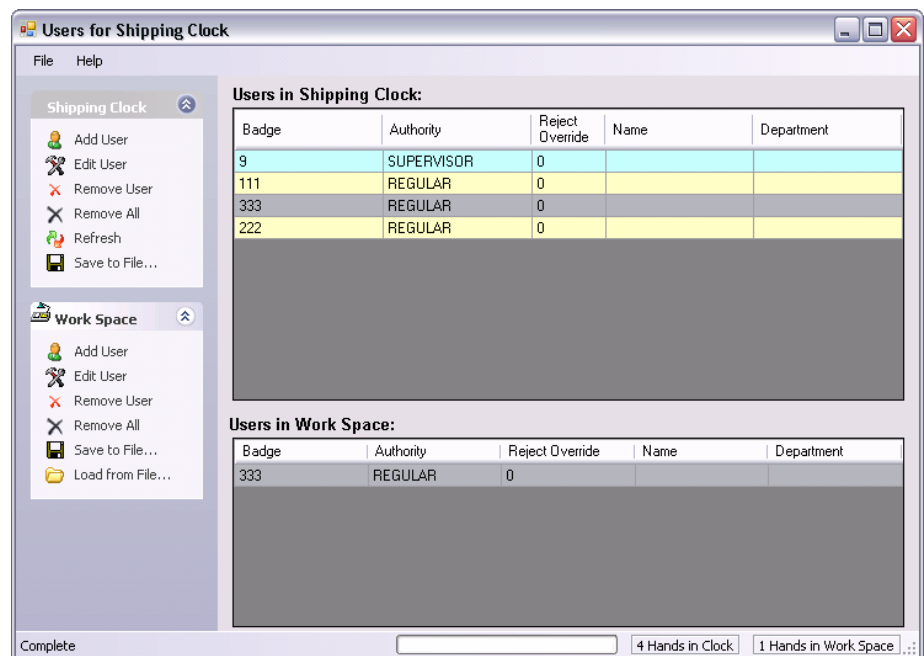 Users for Shipping Clock
File Help
Shipping Clock
Add User
Edit User
Remove User
Remove All
Refresh
Save to File...
Work Space
Add User
Edit User
Remove User
Remove All
Save to File...
Load from File...
Users in Shipping Clock:
Badge Authority Reject Override Name Department
9 SUPERVISOR 0
111 REGULAR 0
333 REGULAR 0
222 REGULAR 0
Users in Work Space:
Badge Authority Reject Override Name Department
333 REGULAR 0
Complete 4 Hands in Clock 1 Hands in Work Space